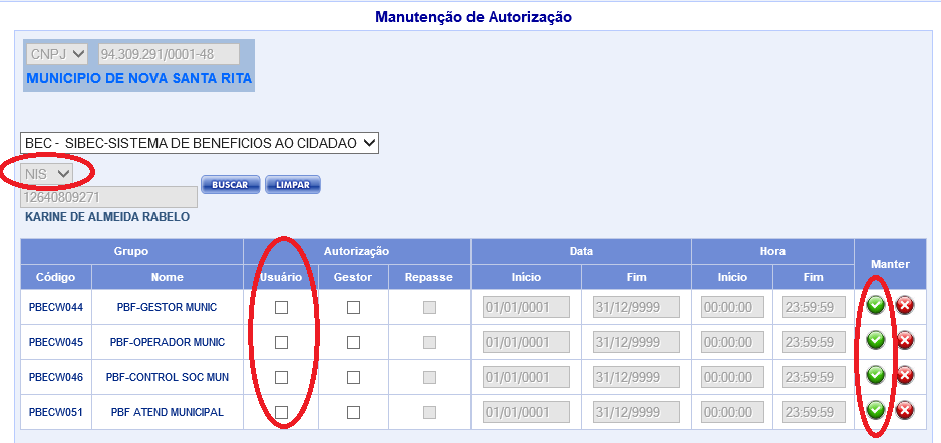 Manutenção de Autorização
CNPJ 94.309.291/0001-48
MUNICIPIO DE NOVA SANTA RITA
BEC - SIBEC-SISTEMA DE BENEFICIOS AO CIDADAO
NIS
12640809271 BUSCAR LIMPAR
KARINE DE ALMEIDA RABELO
Grupo Autorização Data Hora Manter
Código Nome Usuário Gestor Repasse Início Fim Início Fim
PBECW044 PBF-GESTOR MUNIC 01/01/0001 31/12/9999 00:00:00 23:59:59
PBECW045 PBF-OPERADOR MUNIC 01/01/0001 31/12/9999 00:00:00 23:59:59
PBECW046 PBF-CONTROL SOC MUN 01/01/0001 31/12/9999 00:00:00 23:59:59
PBECW051 PBF ATEND MUNICIPAL 01/01/0001 31/12/9999 00:00:00 23:59:59